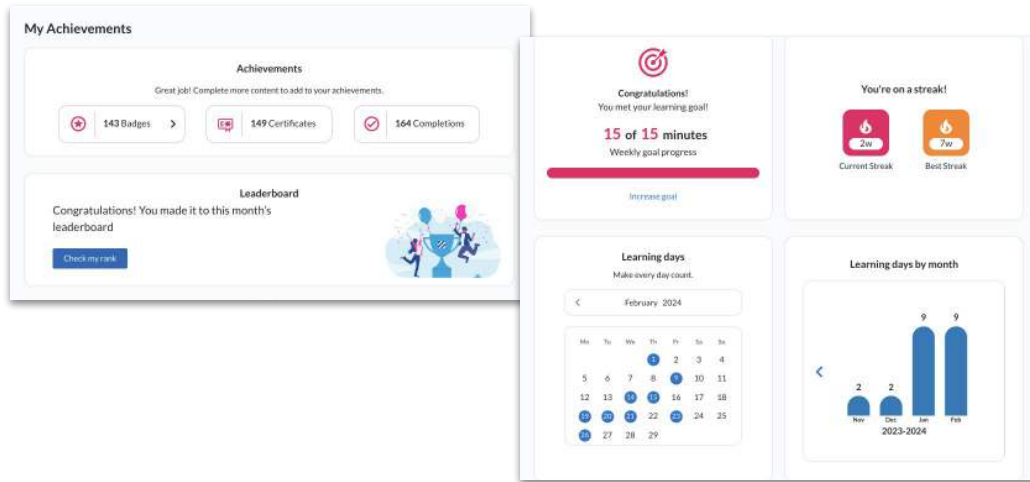 My Achievements
Achievements
Great job! Complete more content to add to your achievements.
143 Badges
149 Certificates
164 Completions
Leaderboard
Congratulations! You made it to this month's
leaderboard
Check my rank
Congratulations!
You met your learning goal!
15 of 15 minutes
Weekly goal progress
Increase goal
You're on a streak!
2w 7w
Current Streak Best Streak
Learning days
Make every day count.
February 2024
Mo Tu We Th Fr Sa Su
1 2 3 4
5 6 7 8 9 10 11
12 13 14 15 16 17 18
19 20 21 22 23 24 25
26 27 28 29
Learning days by month
9 9
2 2
Nov Dec Jan Feb
2023-2024